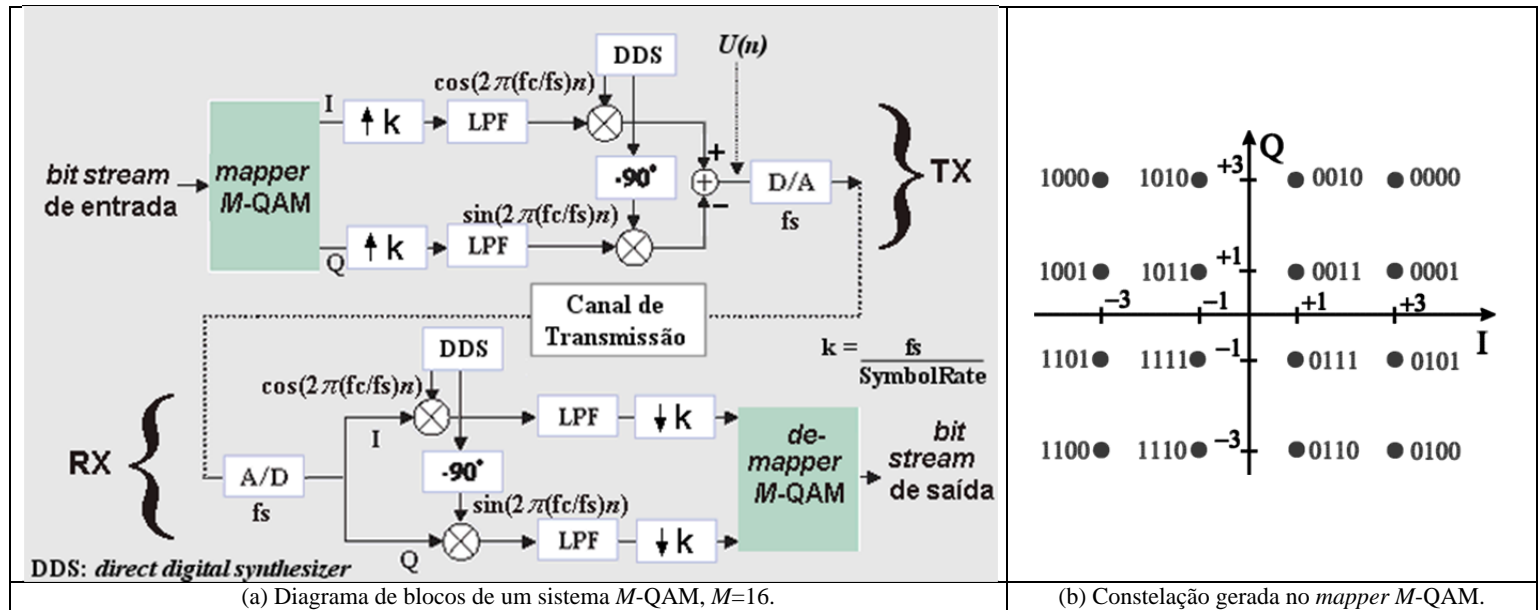 U(n)
DDS
cos(2π(fc/fs)n)
I
↑ k
LPF
bit stream
de entrada
mapper
M-QAM
-90°
+
−
D/A
fs
TX
sin(2π(fc/fs)n)
↑ k
LPF
Q
Canal de
Transmissão
k = fs
SymbolRate
DDS
cos(2π(fc/fs)n)
I
LPF
↓ k
RX
A/D
fs
-90°
sin(2π(fc/fs)n)
Q
LPF
↓ k
de-
mapper
M-QAM
bit
stream
de saída
DDS: direct digital synthesizer
(a) Diagrama de blocos de um sistema M-QAM, M=16.
Q
1000 1010 +3 0010 0000
1001 1011 +1 0011 0001
−3 −1 +1 +3
I
1101 1111 −1 0111 0101
1100 1110 −3 0110 0100
(b) Constelação gerada no mapper M-QAM.